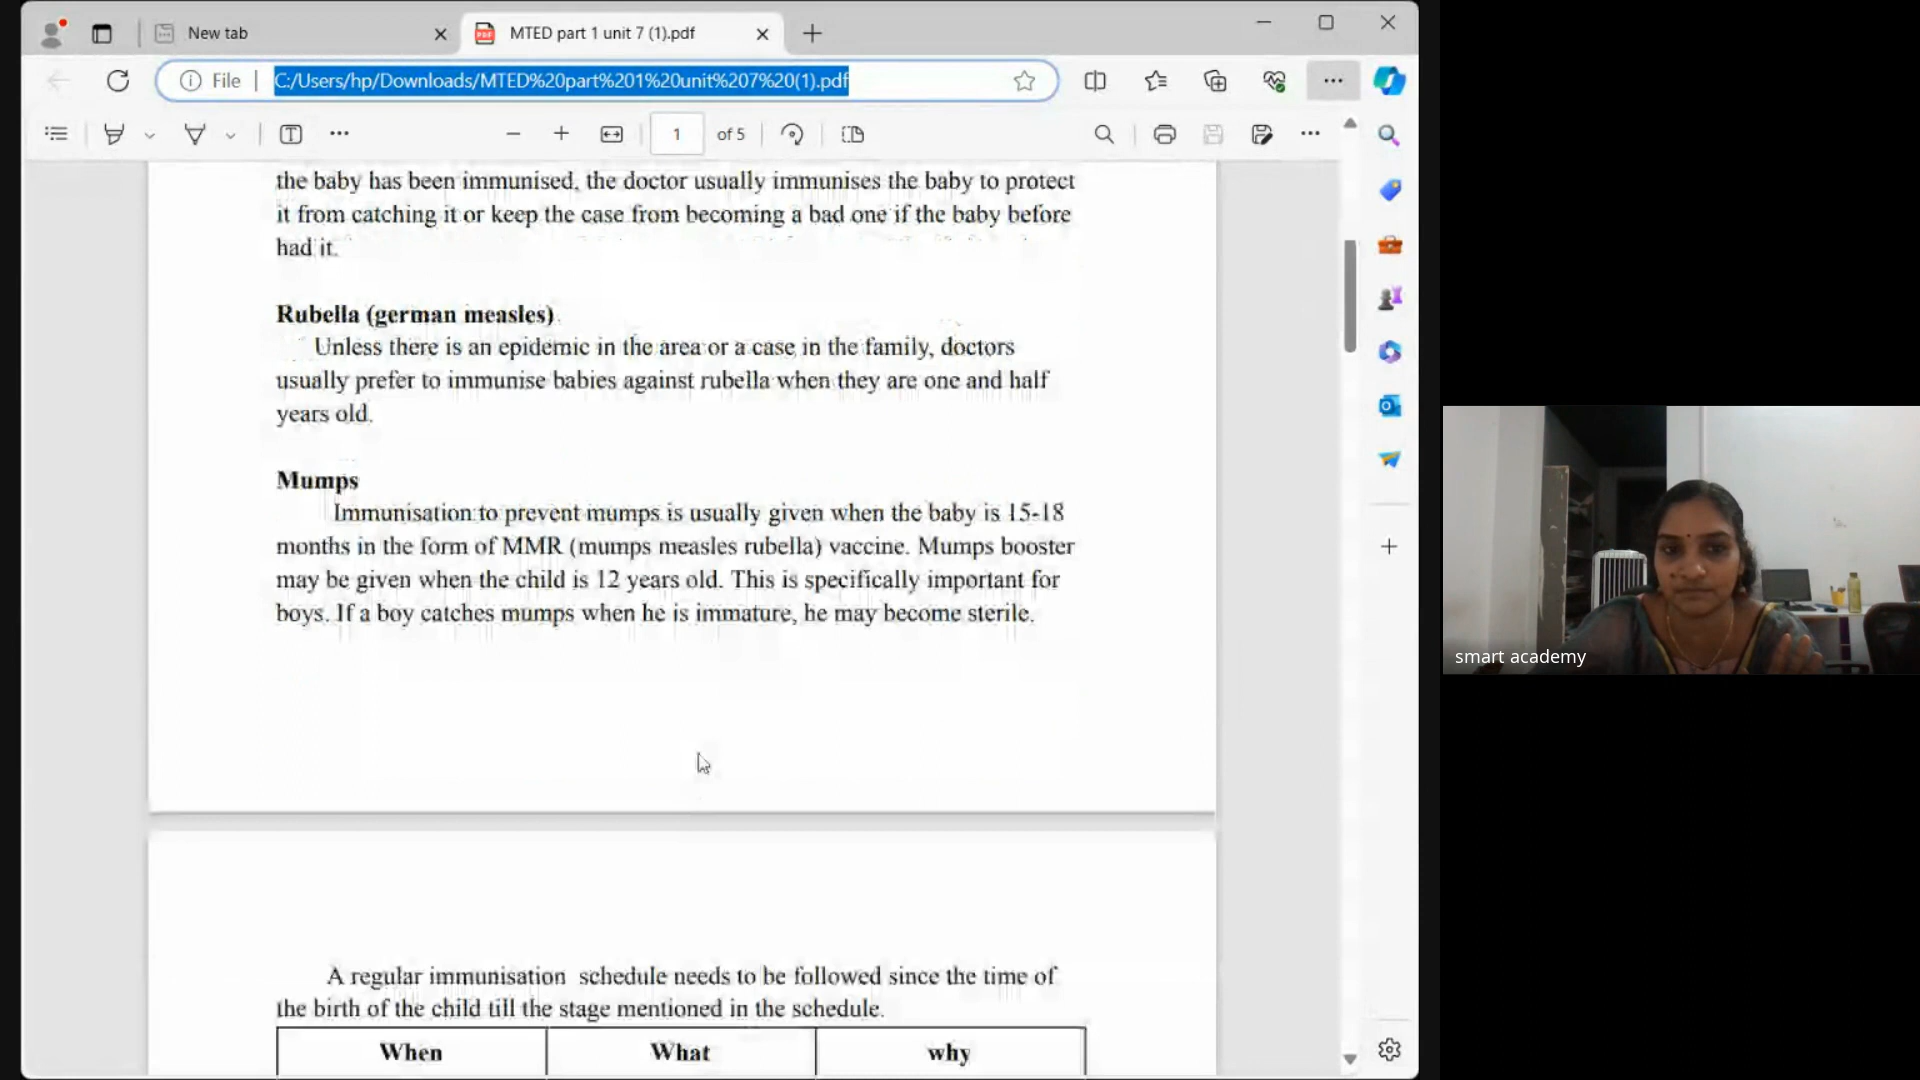 New tab
MTED part 1 unit 7 (1).pdf
File
C:/Users/hp/Downloads/MTED%20part%201%20unit%207%20(1).pdf
1 of 5
the baby has been immunised, the doctor usually immunises the baby to protect
it from catching it or keep the case from becoming a bad one if the baby before
had it.
Rubella (german measles)
Unless there is an epidemic in the area or a case in the family, doctors
usually prefer to immunise babies against rubella when they are one and half
years old.
Mumps
Immunisation to prevent mumps is usually given when the baby is 15-18
months in the form of MMR (mumps measles rubella) vaccine. Mumps booster
may be given when the child is 12 years old. This is specifically important for
boys. If a boy catches mumps when he is immature, he may become sterile.
A regular immunisation schedule needs to be followed since the time of
the birth of the child till the stage mentioned in the schedule.
When What why
smart academy